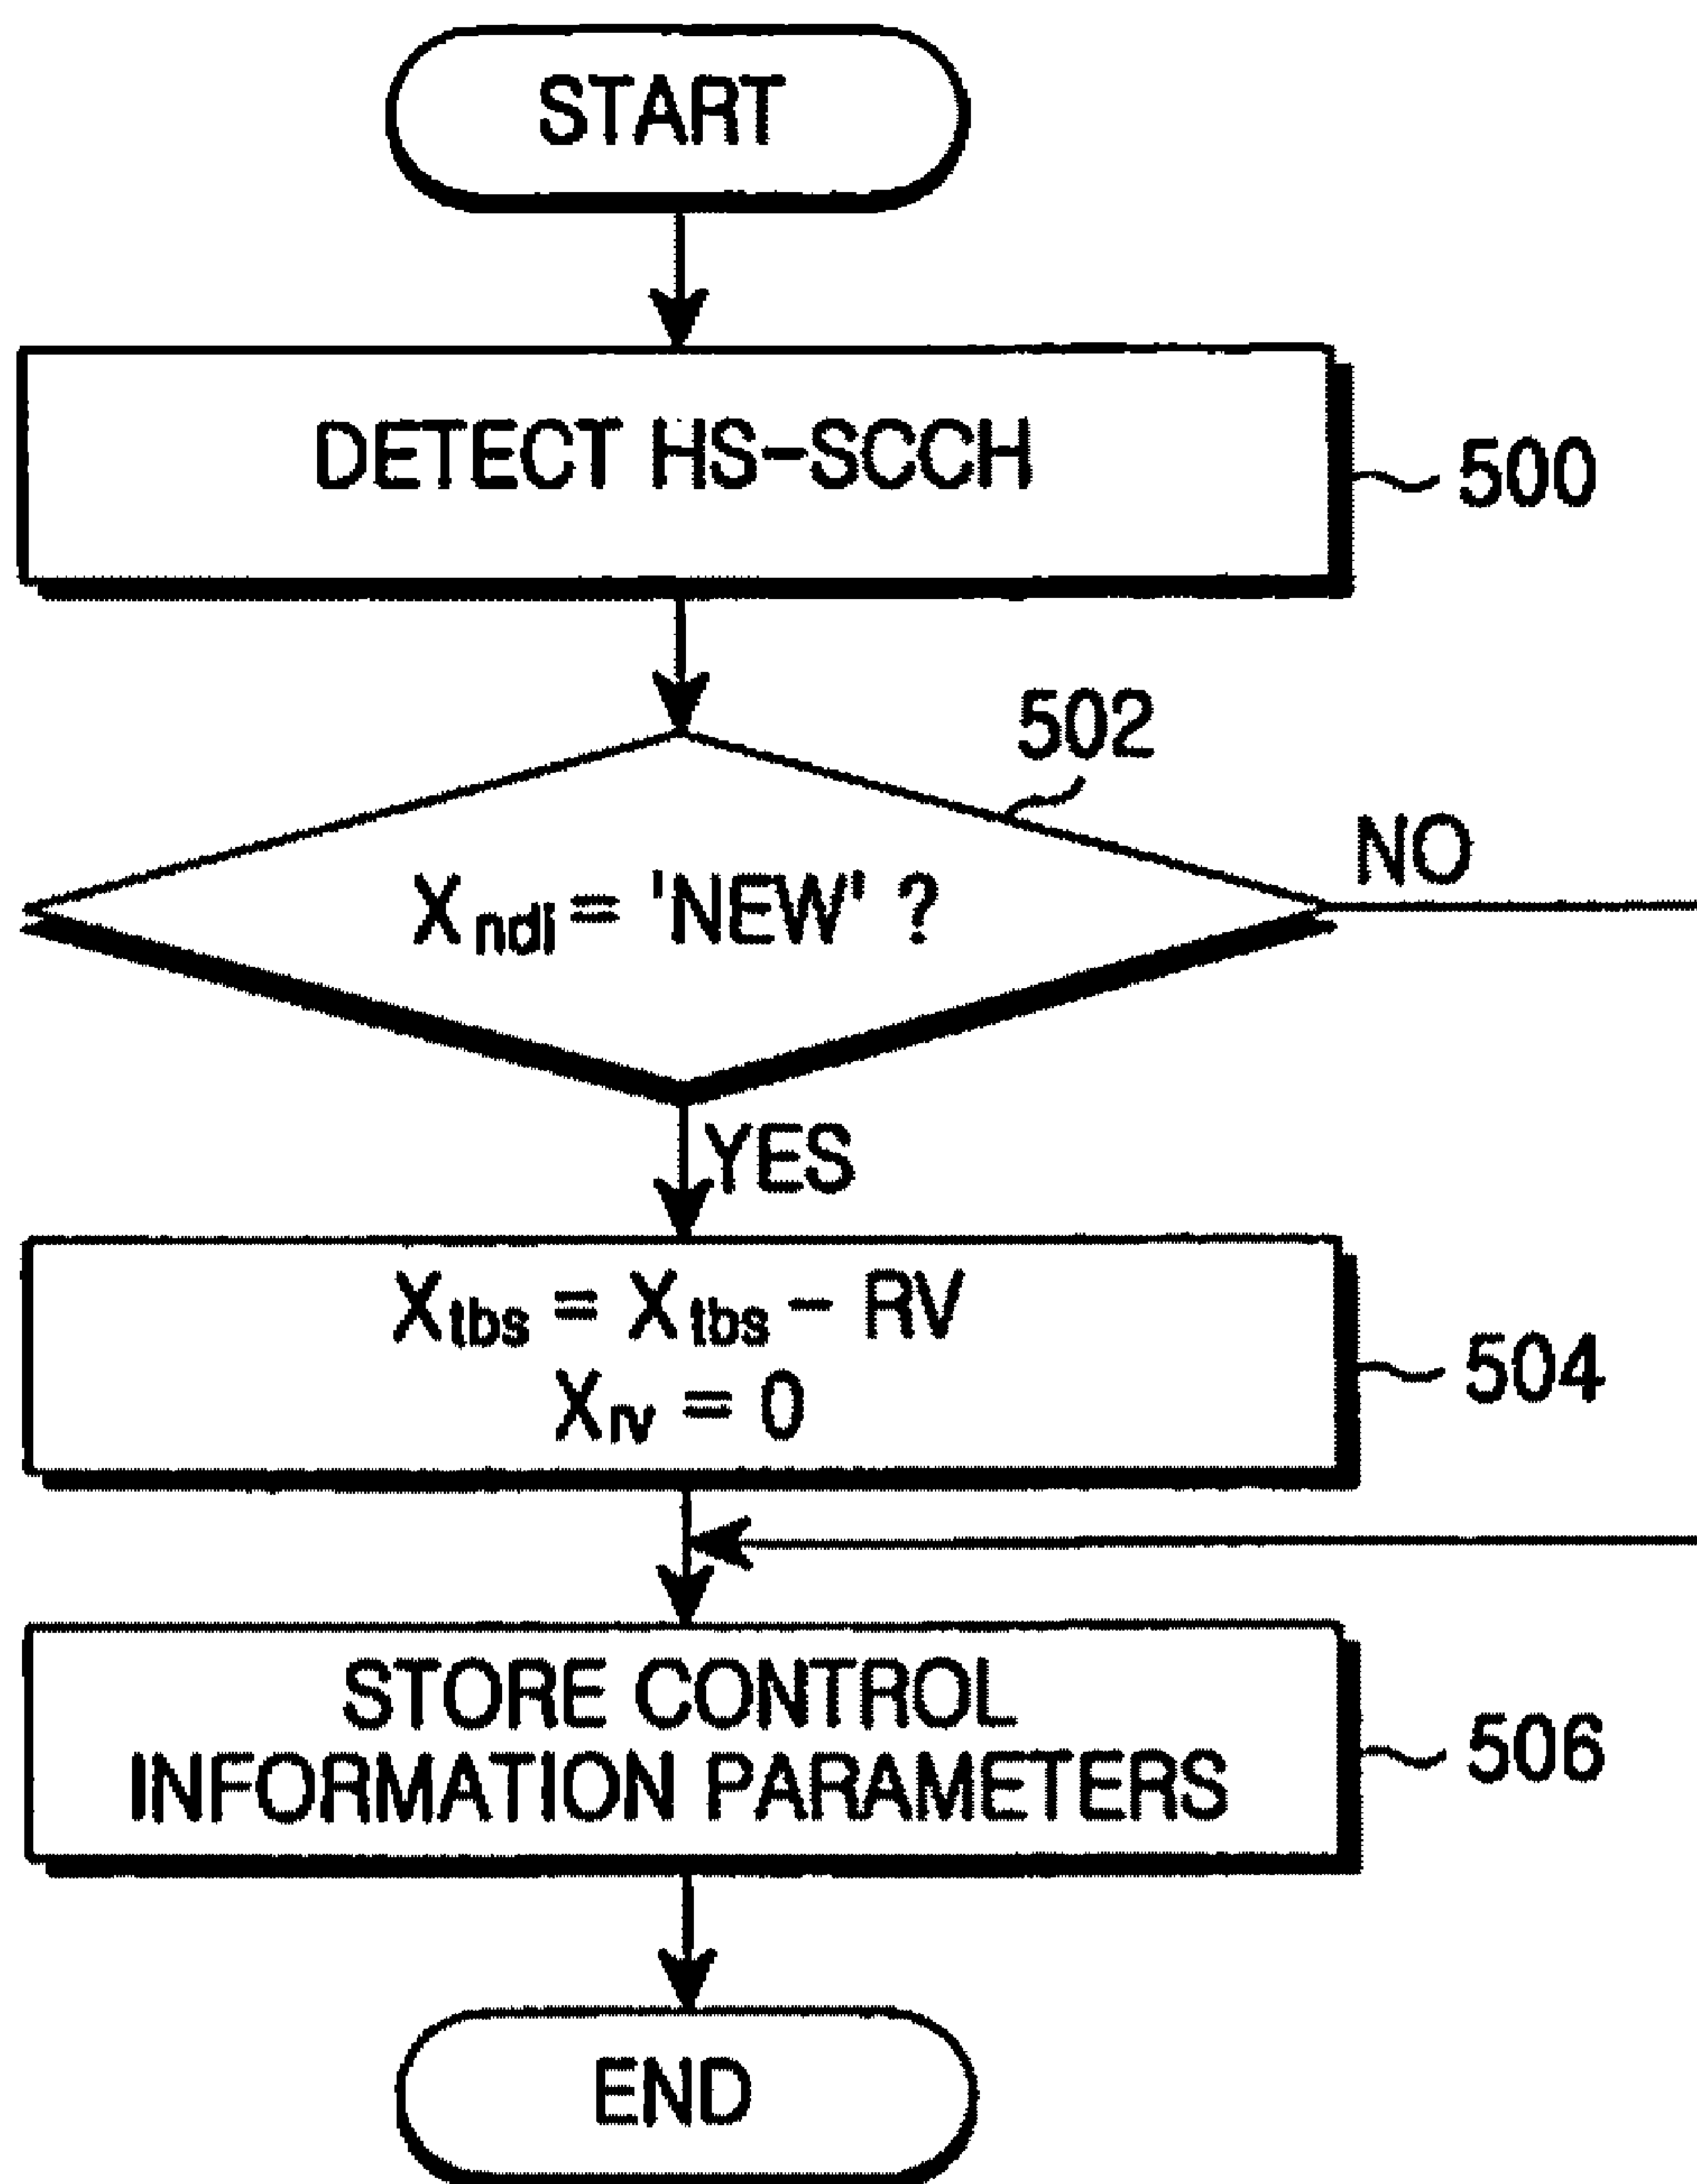 START
DETECT HS-SCCH
500
502
Xndi = 'NEW' ?
NO
YES
Xtbs = Xtbs - RV
Xrv = 0
504
STORE CONTROL
INFORMATION PARAMETERS
506
END